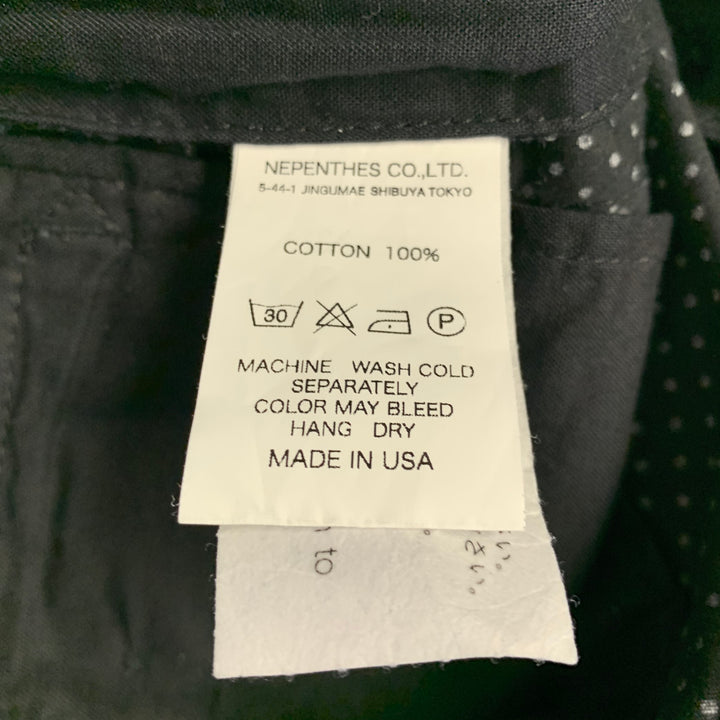 NEPENTHES CO.,LTD.
5-44-1 JINGUMAE SHIBUYA TOKYO
COTTON 100%
30
P
MACHINE WASH COLD
SEPARATELY
COLOR MAY BLEED
HANG DRY
MADE IN USA
to